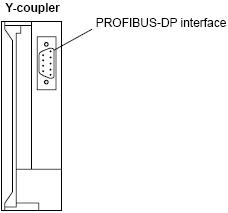 Y-coupler
PROFIBUS-DP interface